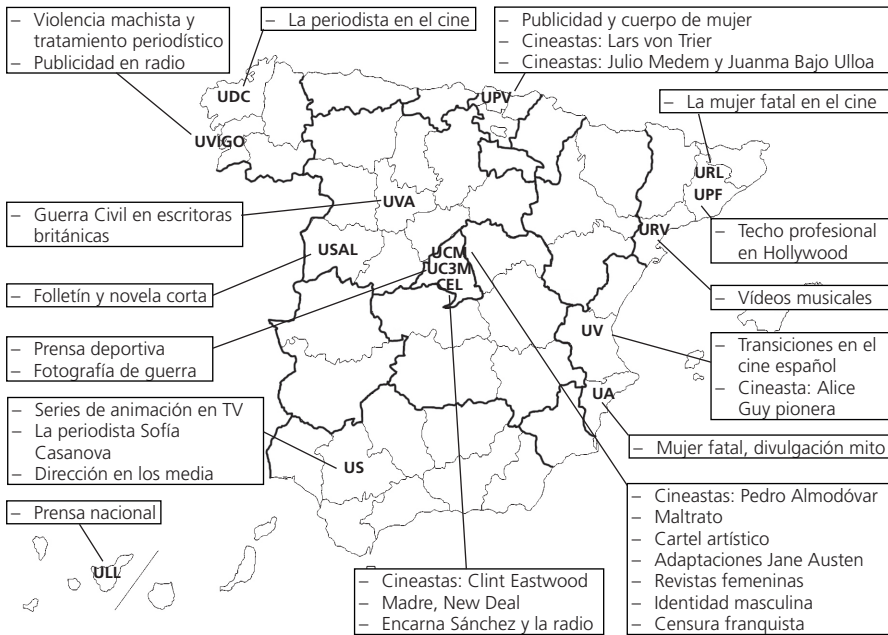 – Violencia machista y
tratamiento periodístico
– Publicidad en radio
– La periodista en el cine
– Publicidad y cuerpo de mujer
– Cineastas: Lars von Trier
– Cineastas: Julio Medem y Juanma Bajo Ulloa
UDC
UPV
– La mujer fatal en el cine
UVIGO
URL
UPF
– Guerra Civil en escritoras
británicas
UVA
URV
– Techo profesional
en Hollywood
USAL
UCM
UC3M
CEL
– Folletín y novela corta
– Vídeos musicales
UV
– Prensa deportiva
– Fotografía de guerra
– Transiciones en el
cine español
– Cineasta: Alice
Guy pionera
UA
– Series de animación en TV
– La periodista Sofía
Casanova
– Dirección en los media
US
– Mujer fatal, divulgación mito
– Prensa nacional
ULL
– Cineastas: Clint Eastwood
– Madre, New Deal
– Encarna Sánchez y la radio
– Cineastas: Pedro Almodóvar
– Maltrato
– Cartel artístico
– Adaptaciones Jane Austen
– Revistas femeninas
– Identidad masculina
– Censura franquista